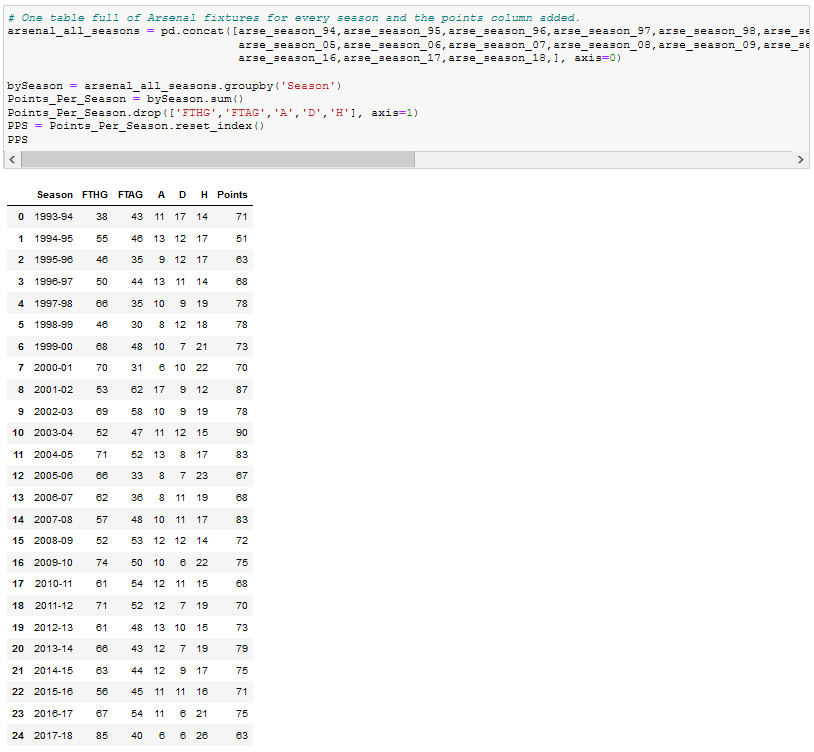 # One table full of Arsenal fixtures for every season and the points column added.
arsenal_all_seasons = pd.concat([arse_season_94,arse_season_95,arse_season_96,arse_season_97,arse_season_98,arse_se
arse_season_05,arse_season_06,arse_season_07,arse_season_08,arse_season_09,arse_se
arse_season_16,arse_season_17,arse_season_18,], axis=0)
bySeason = arsenal_all_seasons.groupby('Season')
Points_Per_Season = bySeason.sum()
Points_Per_Season.drop(['FTHG','FTAG','A','D','H'], axis=1)
PPS = Points_Per_Season.reset_index()
PPS
Season FTHG FTAG A D H Points
0 1993-94 38 43 11 17 14 71
1 1994-95 55 46 13 12 17 51
2 1995-96 46 35 9 12 17 63
3 1996-97 50 44 13 11 14 68
4 1997-98 66 35 10 9 19 78
5 1998-99 46 30 8 12 18 78
6 1999-00 68 48 10 7 21 73
7 2000-01 70 31 6 10 22 70
8 2001-02 53 62 17 9 12 87
9 2002-03 69 58 10 9 19 78
10 2003-04 52 47 11 12 15 90
11 2004-05 71 52 13 8 17 83
12 2005-06 66 33 8 7 23 67
13 2006-07 62 36 8 11 19 68
14 2007-08 57 48 10 11 17 83
15 2008-09 52 53 12 12 14 72
16 2009-10 74 50 10 6 22 75
17 2010-11 61 54 12 11 15 68
18 2011-12 71 52 12 7 19 70
19 2012-13 61 48 13 10 15 73
20 2013-14 66 43 12 7 19 79
21 2014-15 63 44 12 9 17 75
22 2015-16 56 45 11 11 16 71
23 2016-17 67 54 11 6 21 75
24 2017-18 85 40 6 6 26 63